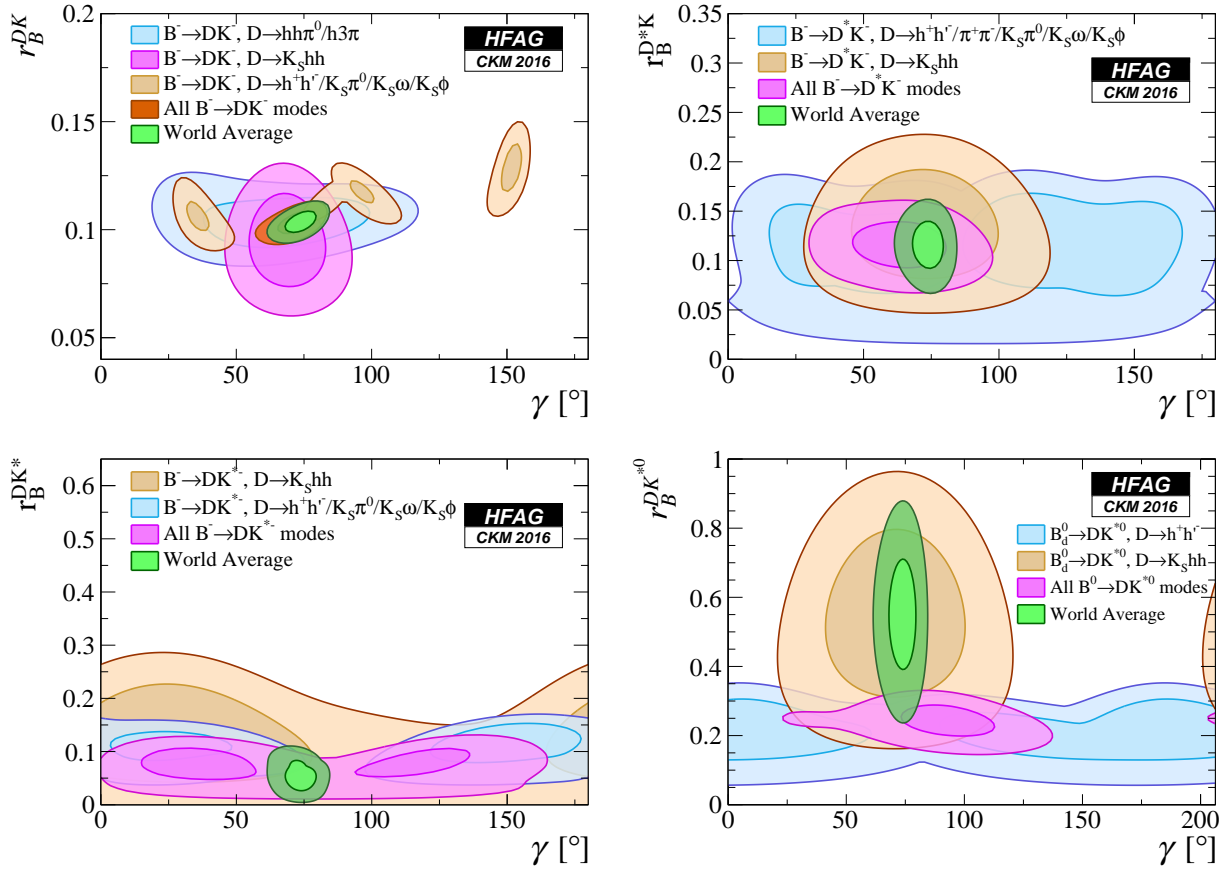 r_B^{DK}
0.2
B⁻→DK⁻, D→hhπ⁰/h3π
B⁻→DK⁻, D→K_Shh
B⁻→DK⁻, D→h⁺h'⁻/K_Sπ⁰/K_Sω/K_Sϕ
All B⁻→DK⁻ modes
World Average
HFAG
CKM 2016
0.15
0.1
0.05
0 50 100 150
γ [°]
r_B^{D*K}
0.35
B⁻→D*K⁻, D→h⁺h'⁻/π⁺π⁻/K_Sπ⁰/K_Sω/K_Sϕ
B⁻→D*K⁻, D→K_Shh
All B⁻→D*K⁻ modes
World Average
HFAG
CKM 2016
0.3
0.25
0.2
0.15
0.1
0.05
0
0 50 100 150
γ [°]
r_B^{DK*}
B⁻→DK*⁻, D→K_Shh
B⁻→DK*⁻, D→h⁺h'⁻/K_Sπ⁰/K_Sω/K_Sϕ
All B⁻→DK*⁻ modes
World Average
HFAG
CKM 2016
0.6
0.5
0.4
0.3
0.2
0.1
0
0 50 100 150
γ [°]
r_B^{DK*0}
1
HFAG
CKM 2016
B_d⁰→DK*⁰, D→h⁺h'⁻
B_d⁰→DK*⁰, D→K_Shh
All B⁰→DK*⁰ modes
World Average
0.8
0.6
0.4
0.2
0
0 50 100 150 200
γ [°]